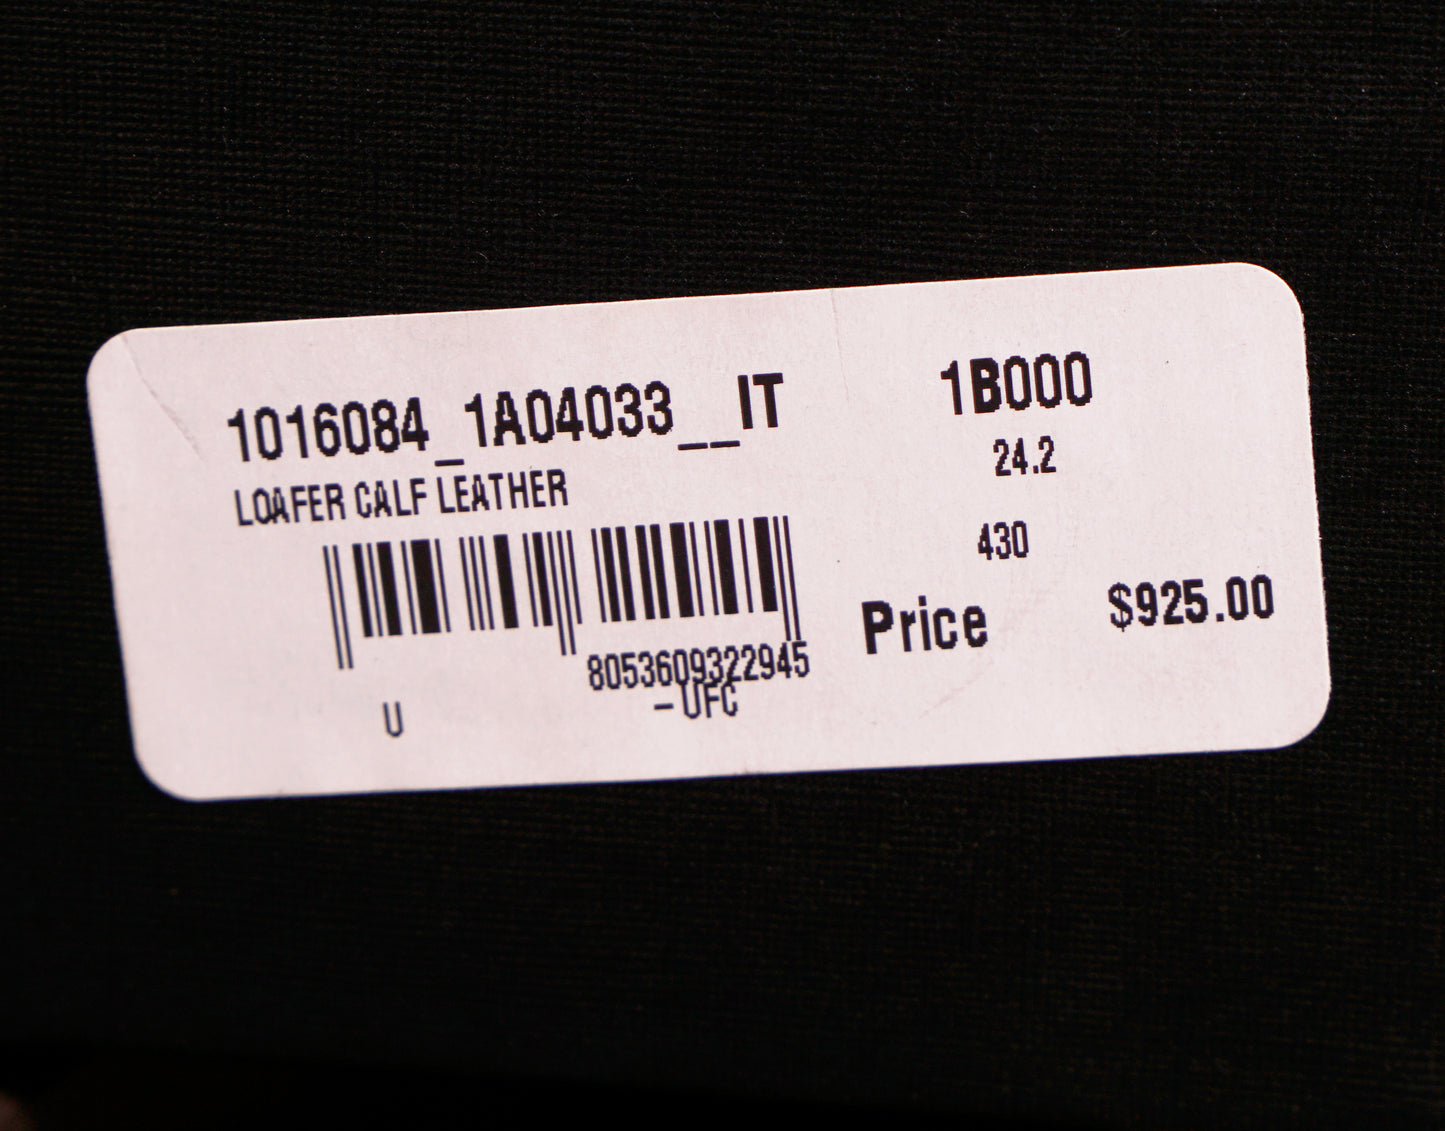 1016084_1A04033__IT 1B000
LOAFER CALF LEATHER 24.2
430
Price $925.00
8053609322945
U – UFC